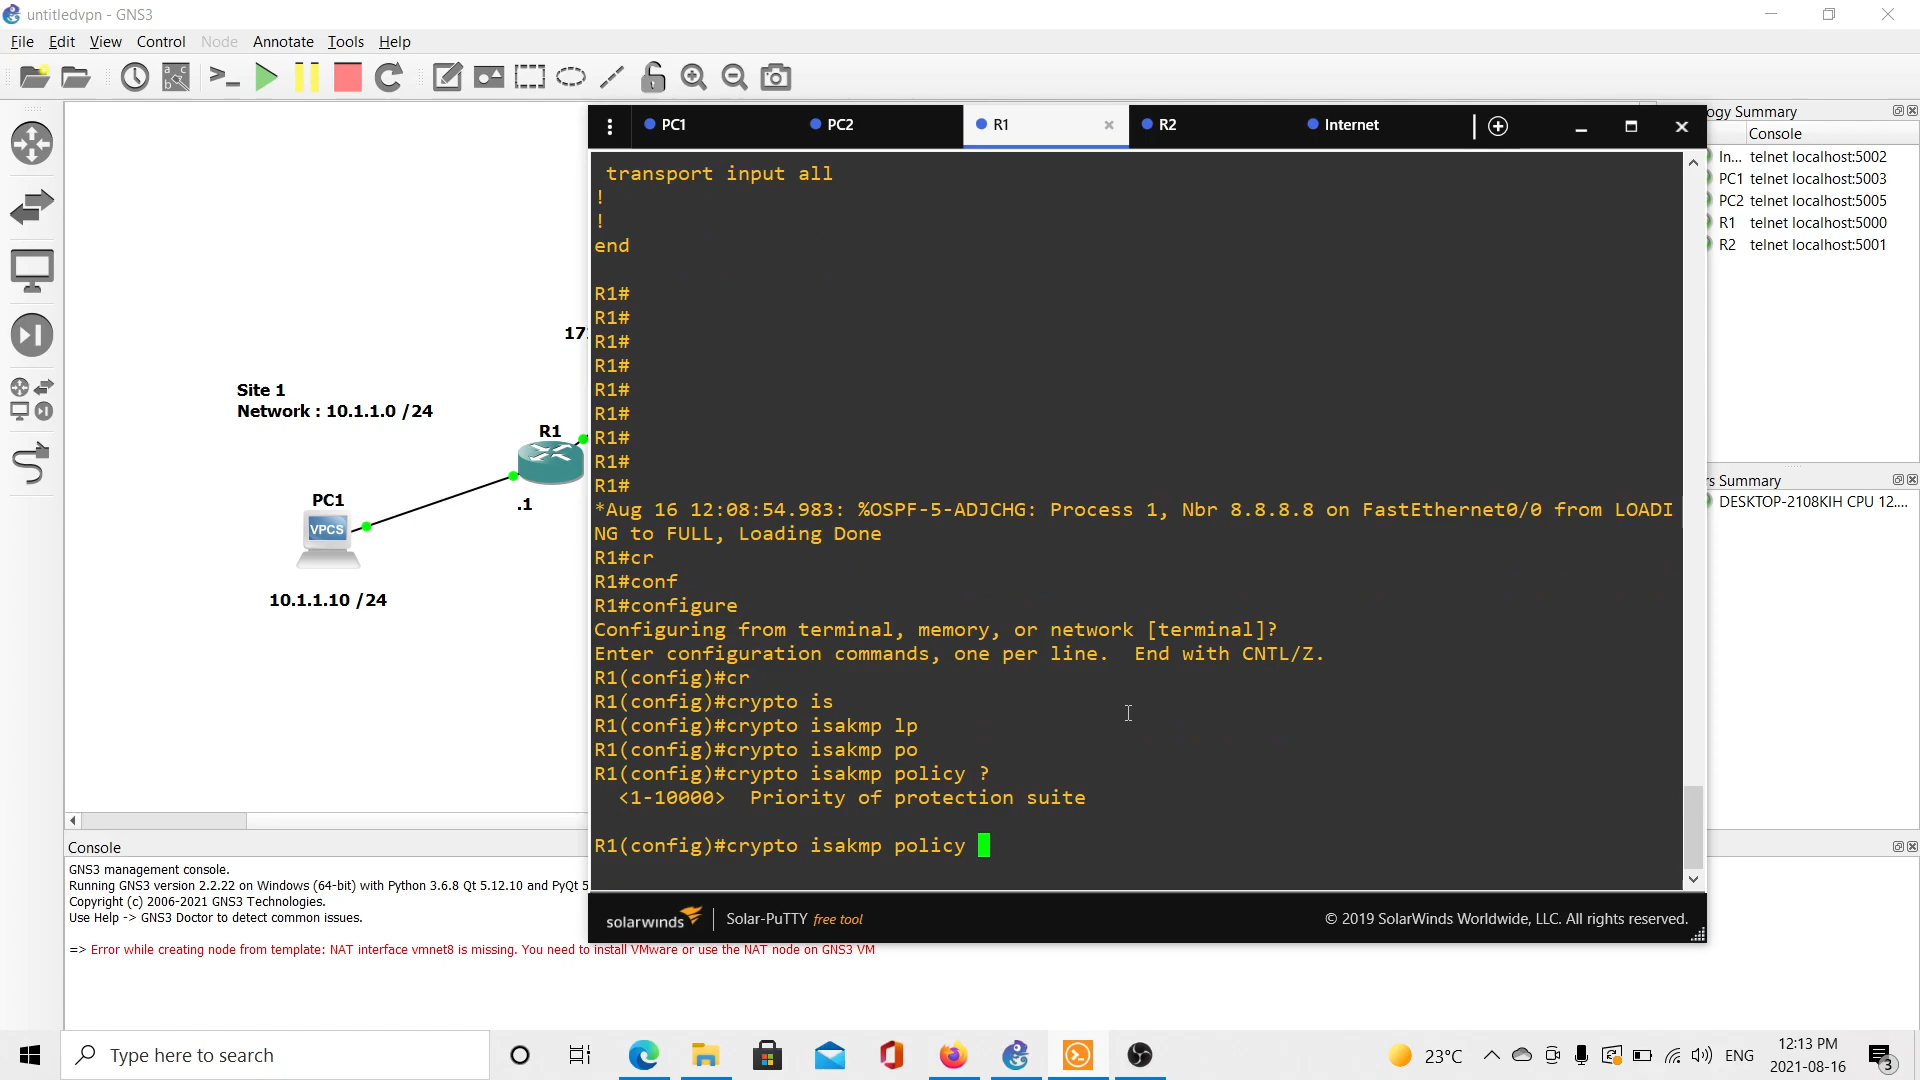 untitledvpn - GNS3
File Edit View Control Node Annotate Tools Help
PC1 PC2 R1 R2 Internet
ogy Summary
Console
In... telnet localhost:5002
PC1 telnet localhost:5003
PC2 telnet localhost:5005
R1 telnet localhost:5000
R2 telnet localhost:5001
transport input all
!
!
end
R1#
R1#
R1#
R1#
R1#
R1#
R1#
R1#
R1#
*Aug 16 12:08:54.983: %OSPF-5-ADJCHG: Process 1, Nbr 8.8.8.8 on FastEthernet0/0 from LOADI
NG to FULL, Loading Done
R1#cr
R1#conf
R1#configure
Configuring from terminal, memory, or network [terminal]?
Enter configuration commands, one per line.  End with CNTL/Z.
R1(config)#cr
R1(config)#crypto is
R1(config)#crypto isakmp lp
R1(config)#crypto isakmp po
R1(config)#crypto isakmp policy ?
<1-10000>  Priority of protection suite
R1(config)#crypto isakmp policy
solarwinds Solar-PuTTY free tool © 2019 SolarWinds Worldwide, LLC. All rights reserved.
17
Site 1
Network : 10.1.1.0 /24
R1
.1
PC1
VPCS
10.1.1.10 /24
rs Summary
DESKTOP-2108KIH CPU 12....
Console
GNS3 management console.
Running GNS3 version 2.2.22 on Windows (64-bit) with Python 3.6.8 Qt 5.12.10 and PyQt 5
Copyright (c) 2006-2021 GNS3 Technologies.
Use Help -> GNS3 Doctor to detect common issues.
=> Error while creating node from template: NAT interface vmnet8 is missing. You need to install VMware or use the NAT node on GNS3 VM
Type here to search
23°C
ENG
12:13 PM
2021-08-16
3